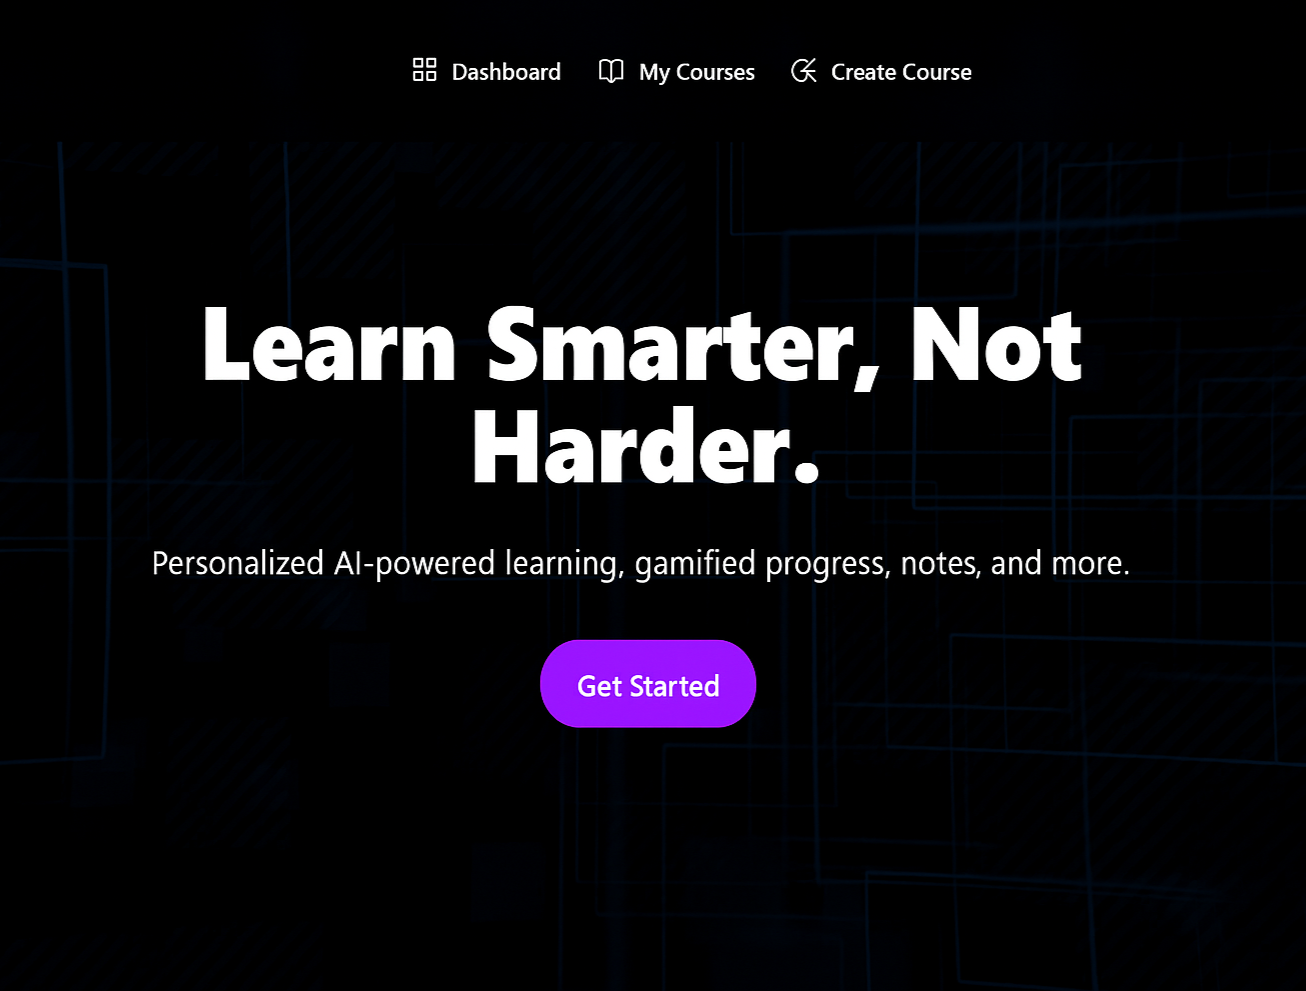 Dashboard My Courses Create Course
Learn Smarter, Not
Harder.
Personalized AI-powered learning, gamified progress, notes, and more.
Get Started